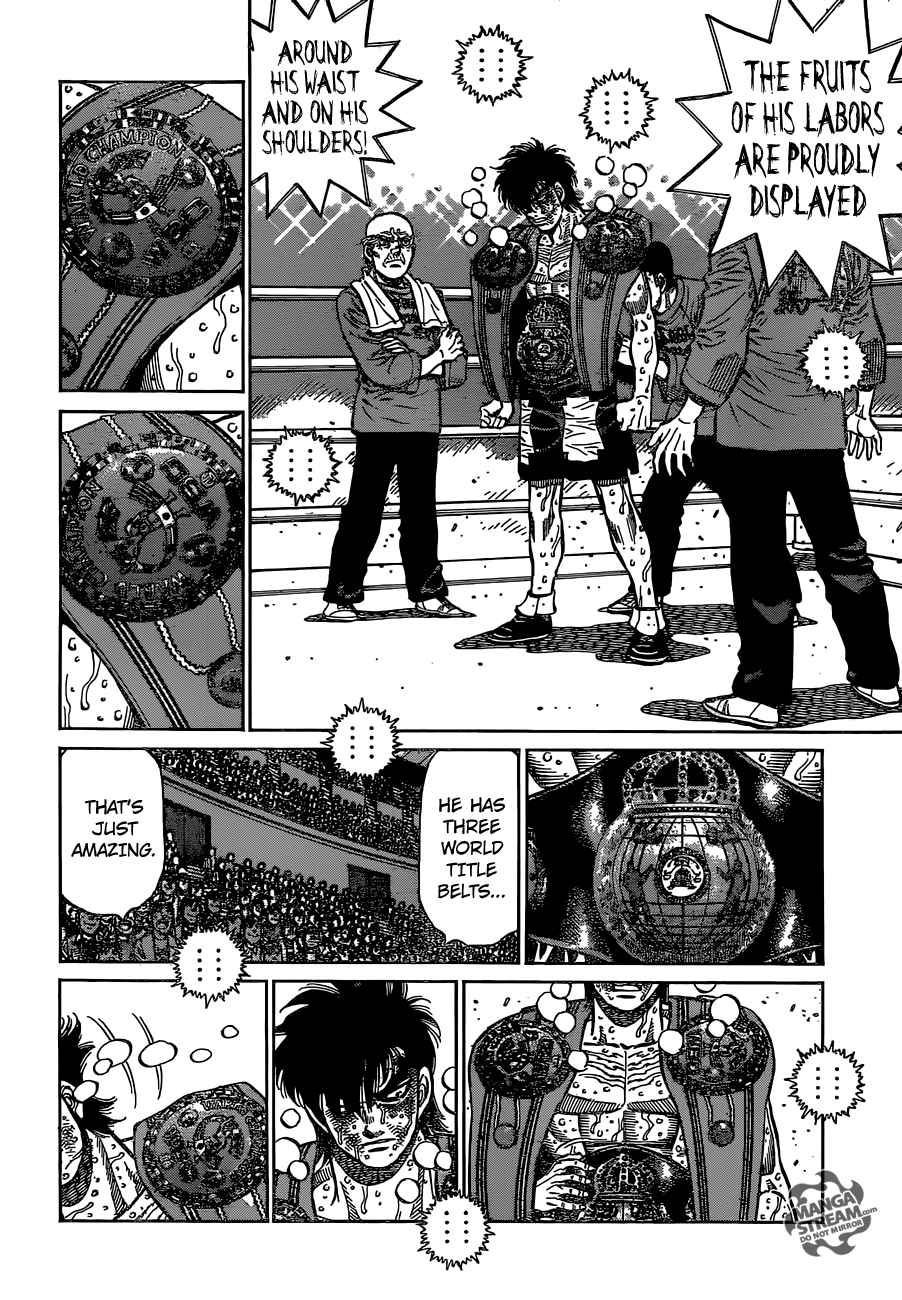 THE FRUITS
OF HIS LABORS
ARE PROUDLY
DISPLAYED
AROUND
HIS WAIST
AND ON HIS
SHOULDERS!
WORLD CHAMPION
HE HAS
THREE
WORLD
TITLE
BELTS...
THAT'S
JUST
AMAZING.
MANGA
STREAM.com
DO NOT MIRROR